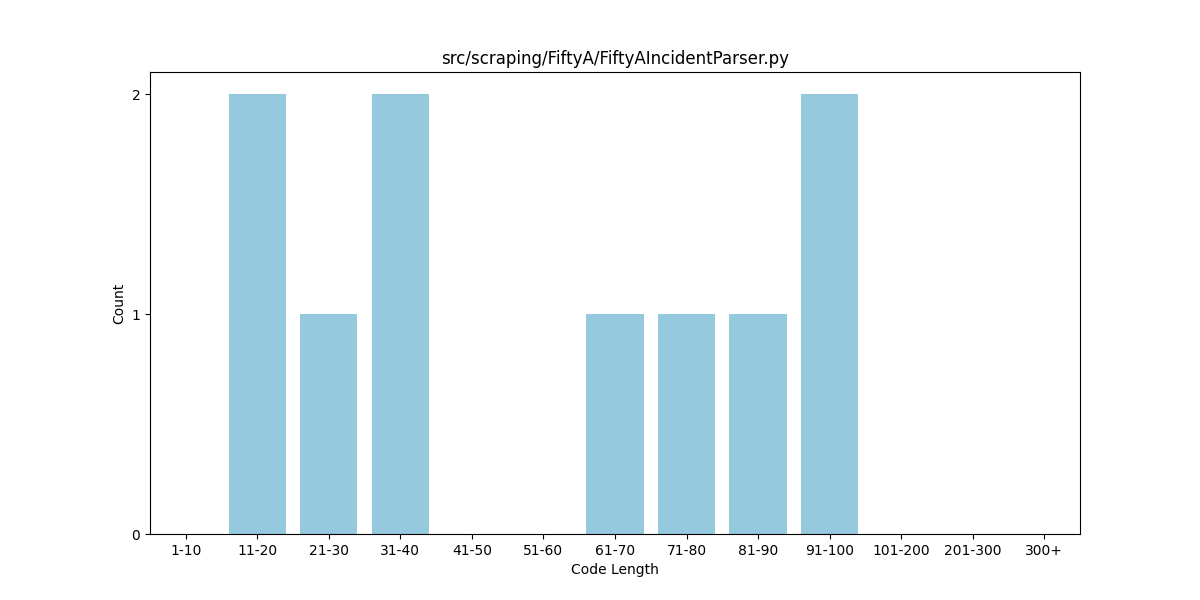 src/scraping/FiftyA/FiftyAIncidentParser.py
Count
2
1
0
1-10 11-20 21-30 31-40 41-50 51-60 61-70 71-80 81-90 91-100 101-200 201-300 300+
Code Length